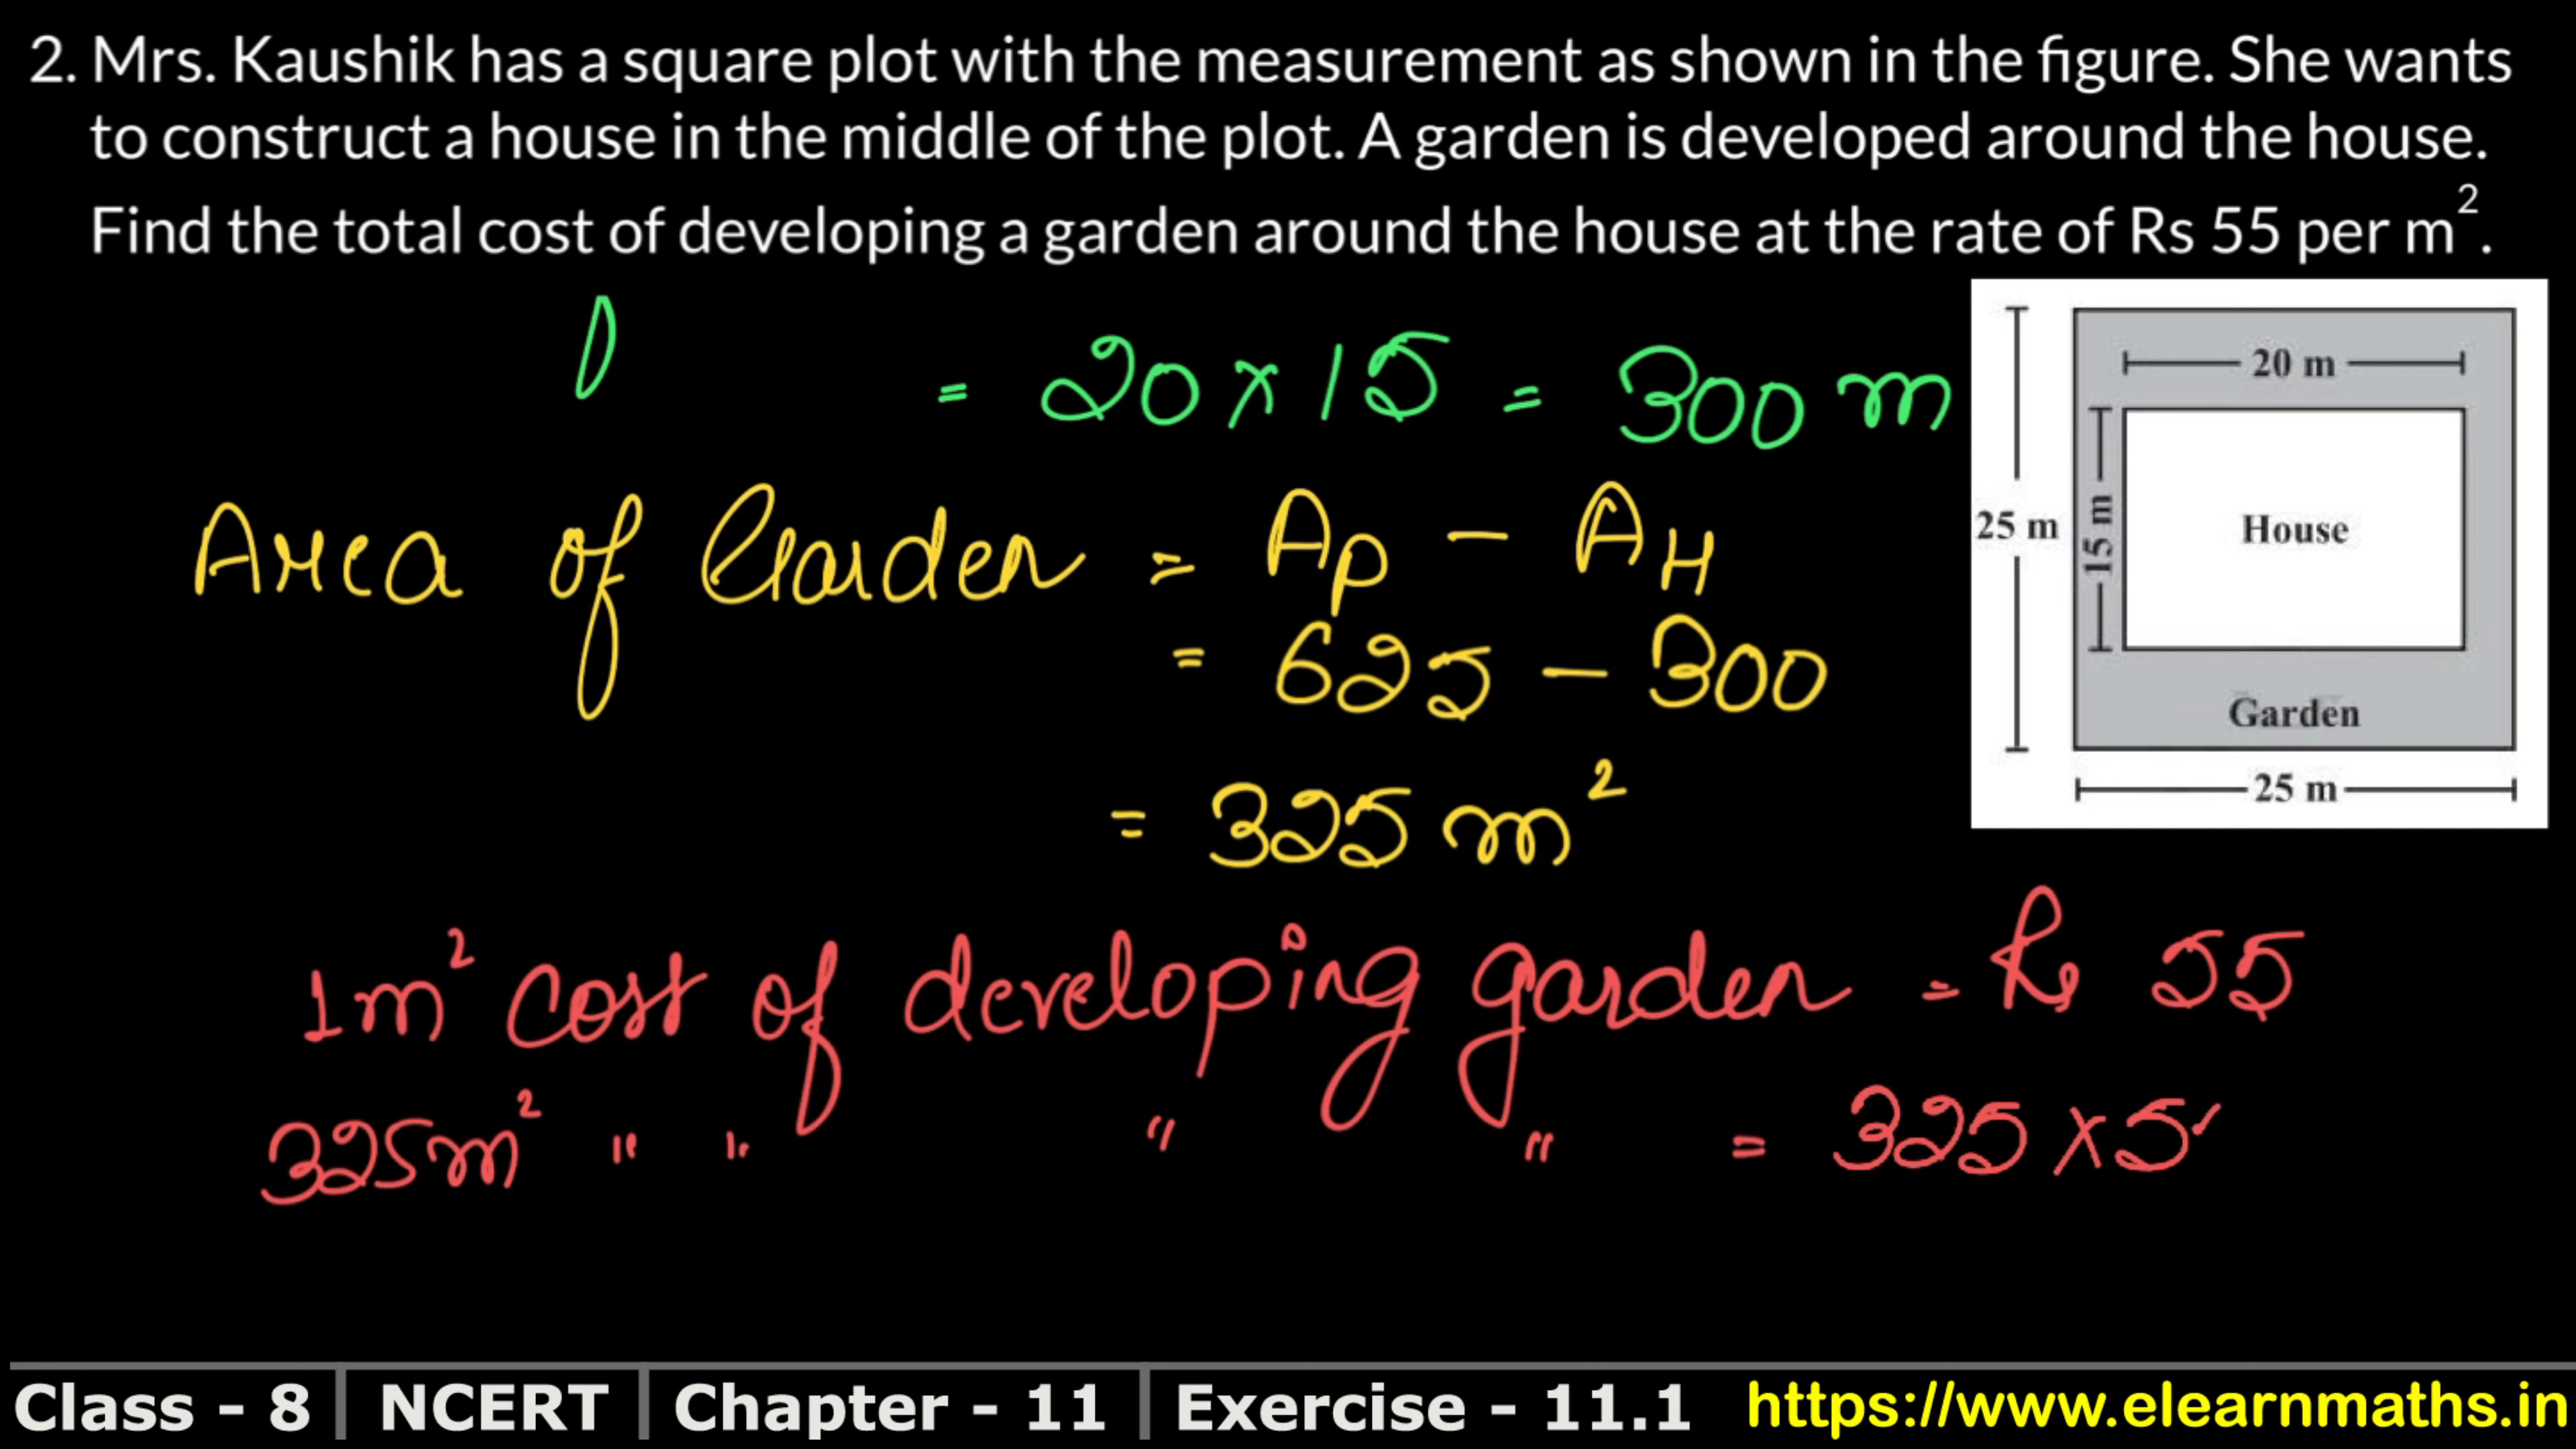 2. Mrs. Kaushik has a square plot with the measurement as shown in the figure. She wants
to construct a house in the middle of the plot. A garden is developed around the house.
Find the total cost of developing a garden around the house at the rate of Rs 55 per m².
= 20 × 15 = 300 m
Area of Garden = A_P − A_H
= 625 − 300
= 325 m²
1m² cost of developing garden = Rs 55
325m² " " " " = 325 × 5
20 m
25 m
15 m
House
Garden
25 m
Class - 8 | NCERT | Chapter - 11 | Exercise - 11.1 https://www.elearnmaths.in